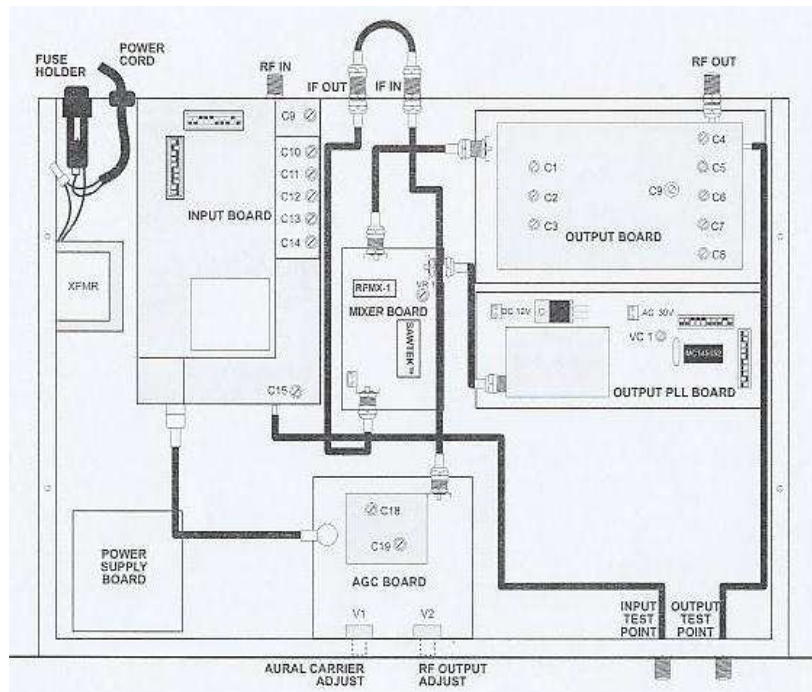 FUSE
HOLDER
POWER
CORD
RF IN
IF OUT
IF IN
RF OUT
C9
C10
C11
C12
C13
C14
INPUT BOARD
C15
XFMR
RFMX-1
MIXER BOARD
SAWTEK™
C1
C2
C3
C4
C5
C9
C6
C7
C8
OUTPUT BOARD
DC 12V
AC 30V
VC 1
OUTPUT PLL BOARD
POWER
SUPPLY
BOARD
C18
C19
AGC BOARD
V1
V2
AURAL CARRIER
ADJUST
RF OUTPUT
ADJUST
INPUT
TEST
POINT
OUTPUT
TEST
POINT